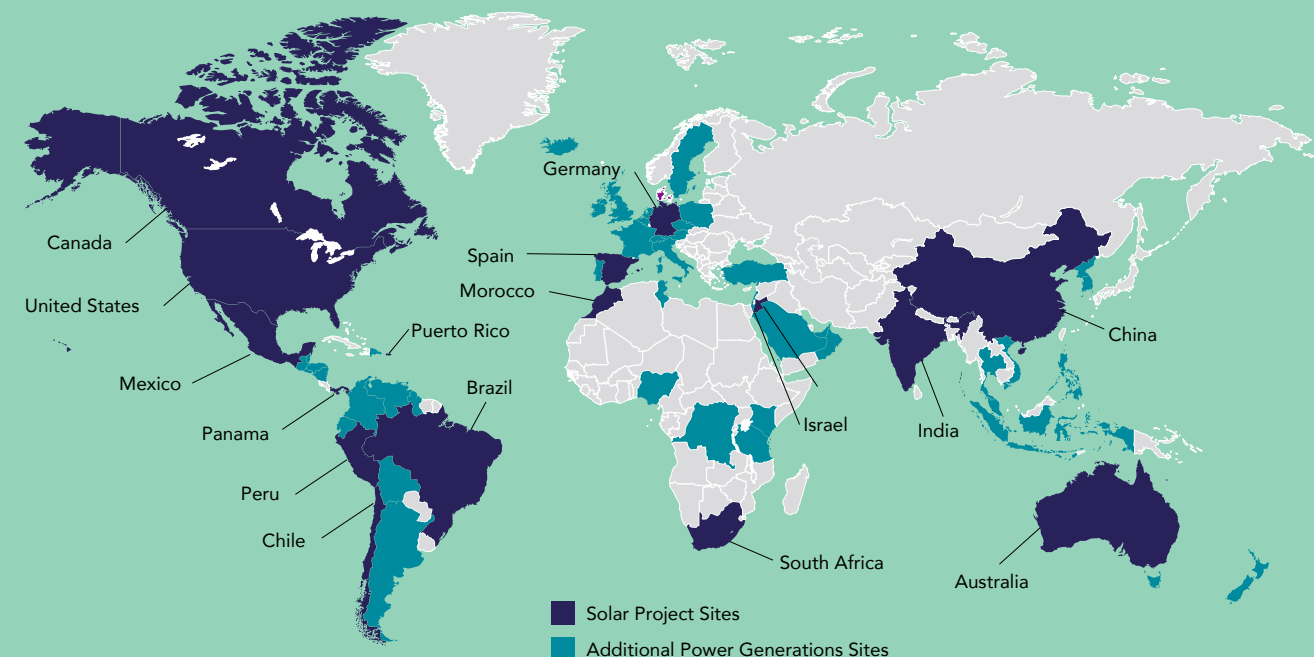 Germany
Canada
Spain
Morocco
United States
Puerto Rico
China
Mexico
Brazil
Panama
Israel
India
Peru
Chile
South Africa
Australia
Solar Project Sites
Additional Power Generations Sites